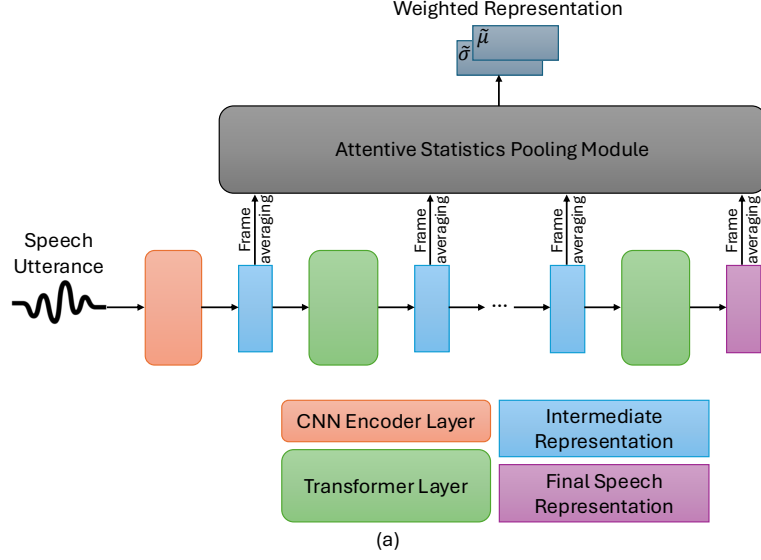 Weighted Representation
μ̃
σ̃
Attentive Statistics Pooling Module
Frame
averaging
Frame
averaging
Frame
averaging
Frame
averaging
Speech
Utterance
...
CNN Encoder Layer
Intermediate
Representation
Transformer Layer
Final Speech
Representation
(a)